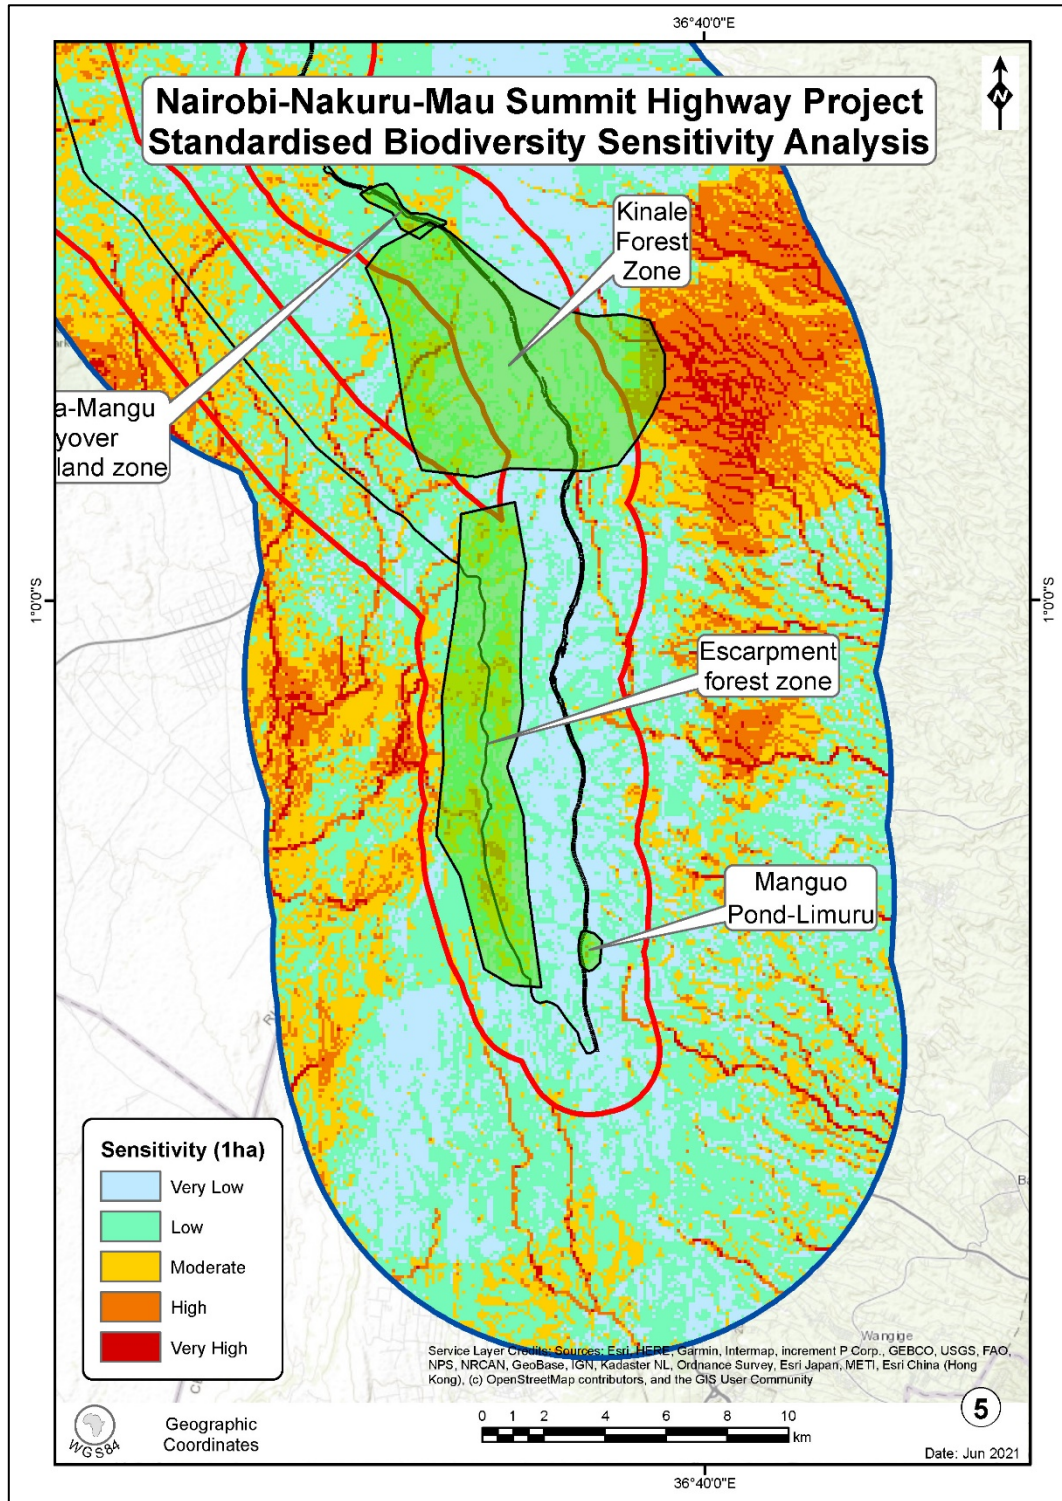 36°40'0"E
Nairobi-Nakuru-Mau Summit Highway Project
Standardised Biodiversity Sensitivity Analysis
N
Kinale
Forest
Zone
a-Mangu
yover
land zone
1°0'0"S
1°0'0"S
Escarpment
forest zone
Manguo
Pond-Limuru
Sensitivity (1ha)
Very Low
Low
Moderate
High
Very High
Wangige
Service Layer Credits: Sources: Esri, HERE, Garmin, Intermap, increment P Corp., GEBCO, USGS, FAO,
NPS, NRCAN, GeoBase, IGN, Kadaster NL, Ordnance Survey, Esri Japan, METI, Esri China (Hong
Kong), (c) OpenStreetMap contributors, and the GIS User Community
5
WGS84
Geographic
Coordinates
0 1 2 4 6 8 10
km
Date: Jun 2021
36°40'0"E